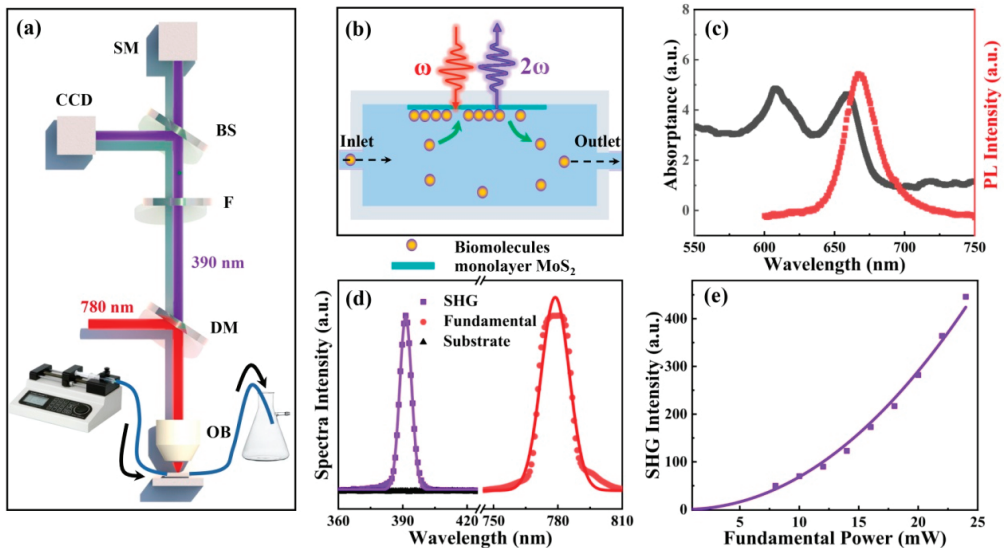 (a)
SM
CCD
BS
F
390 nm
780 nm
DM
OB
(b)
ω
2ω
Inlet
Outlet
Biomolecules
monolayer MoS₂
(c)
Absorptance (a.u.)
8
6
4
2
0
PL Intensity (a.u.)
550 600 650 700 750
Wavelength (nm)
(d)
SHG
Fundamental
Substrate
Spectra Intensity (a.u.)
360 390 420 750 780 810
Wavelength (nm)
(e)
SHG Intensity (a.u.)
400
300
200
100
0
5 10 15 20 25
Fundamental Power (mW)